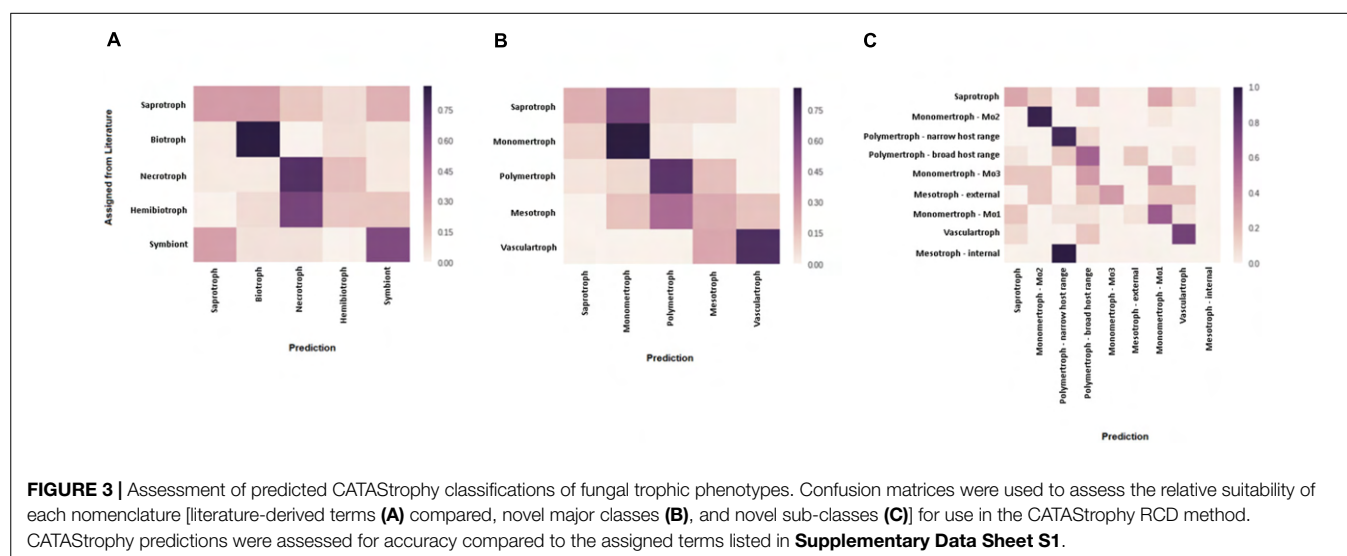 A
B
C
Assigned from Literature
Saprotroph
Biotroph
Necrotroph
Hemibiotroph
Symbiont
0.75
0.60
0.45
0.30
0.15
0.00
Saprotroph
Biotroph
Necrotroph
Hemibiotroph
Symbiont
Prediction
Saprotroph
Monomertroph
Polymertroph
Mesotroph
Vasculartroph
0.75
0.60
0.45
0.30
0.15
0.00
Saprotroph
Monomertroph
Polymertroph
Mesotroph
Vasculartroph
Prediction
Saprotroph
Monomertroph - Mo2
Polymertroph - narrow host range
Polymertroph - broad host range
Monomertroph - Mo3
Mesotroph - external
Monomertroph - Mo1
Vasculartroph
Mesotroph - internal
1.0
0.8
0.6
0.4
0.2
0.0
Saprotroph
Monomertroph - Mo2
Polymertroph - narrow host range
Polymertroph - broad host range
Monomertroph - Mo3
Mesotroph - external
Monomertroph - Mo1
Vasculartroph
Mesotroph - internal
Prediction
FIGURE 3 | Assessment of predicted CATAStrophy classifications of fungal trophic phenotypes. Confusion matrices were used to assess the relative suitability of
each nomenclature [literature-derived terms (A) compared, novel major classes (B), and novel sub-classes (C)] for use in the CATAStrophy RCD method.
CATAStrophy predictions were assessed for accuracy compared to the assigned terms listed in Supplementary Data Sheet S1.